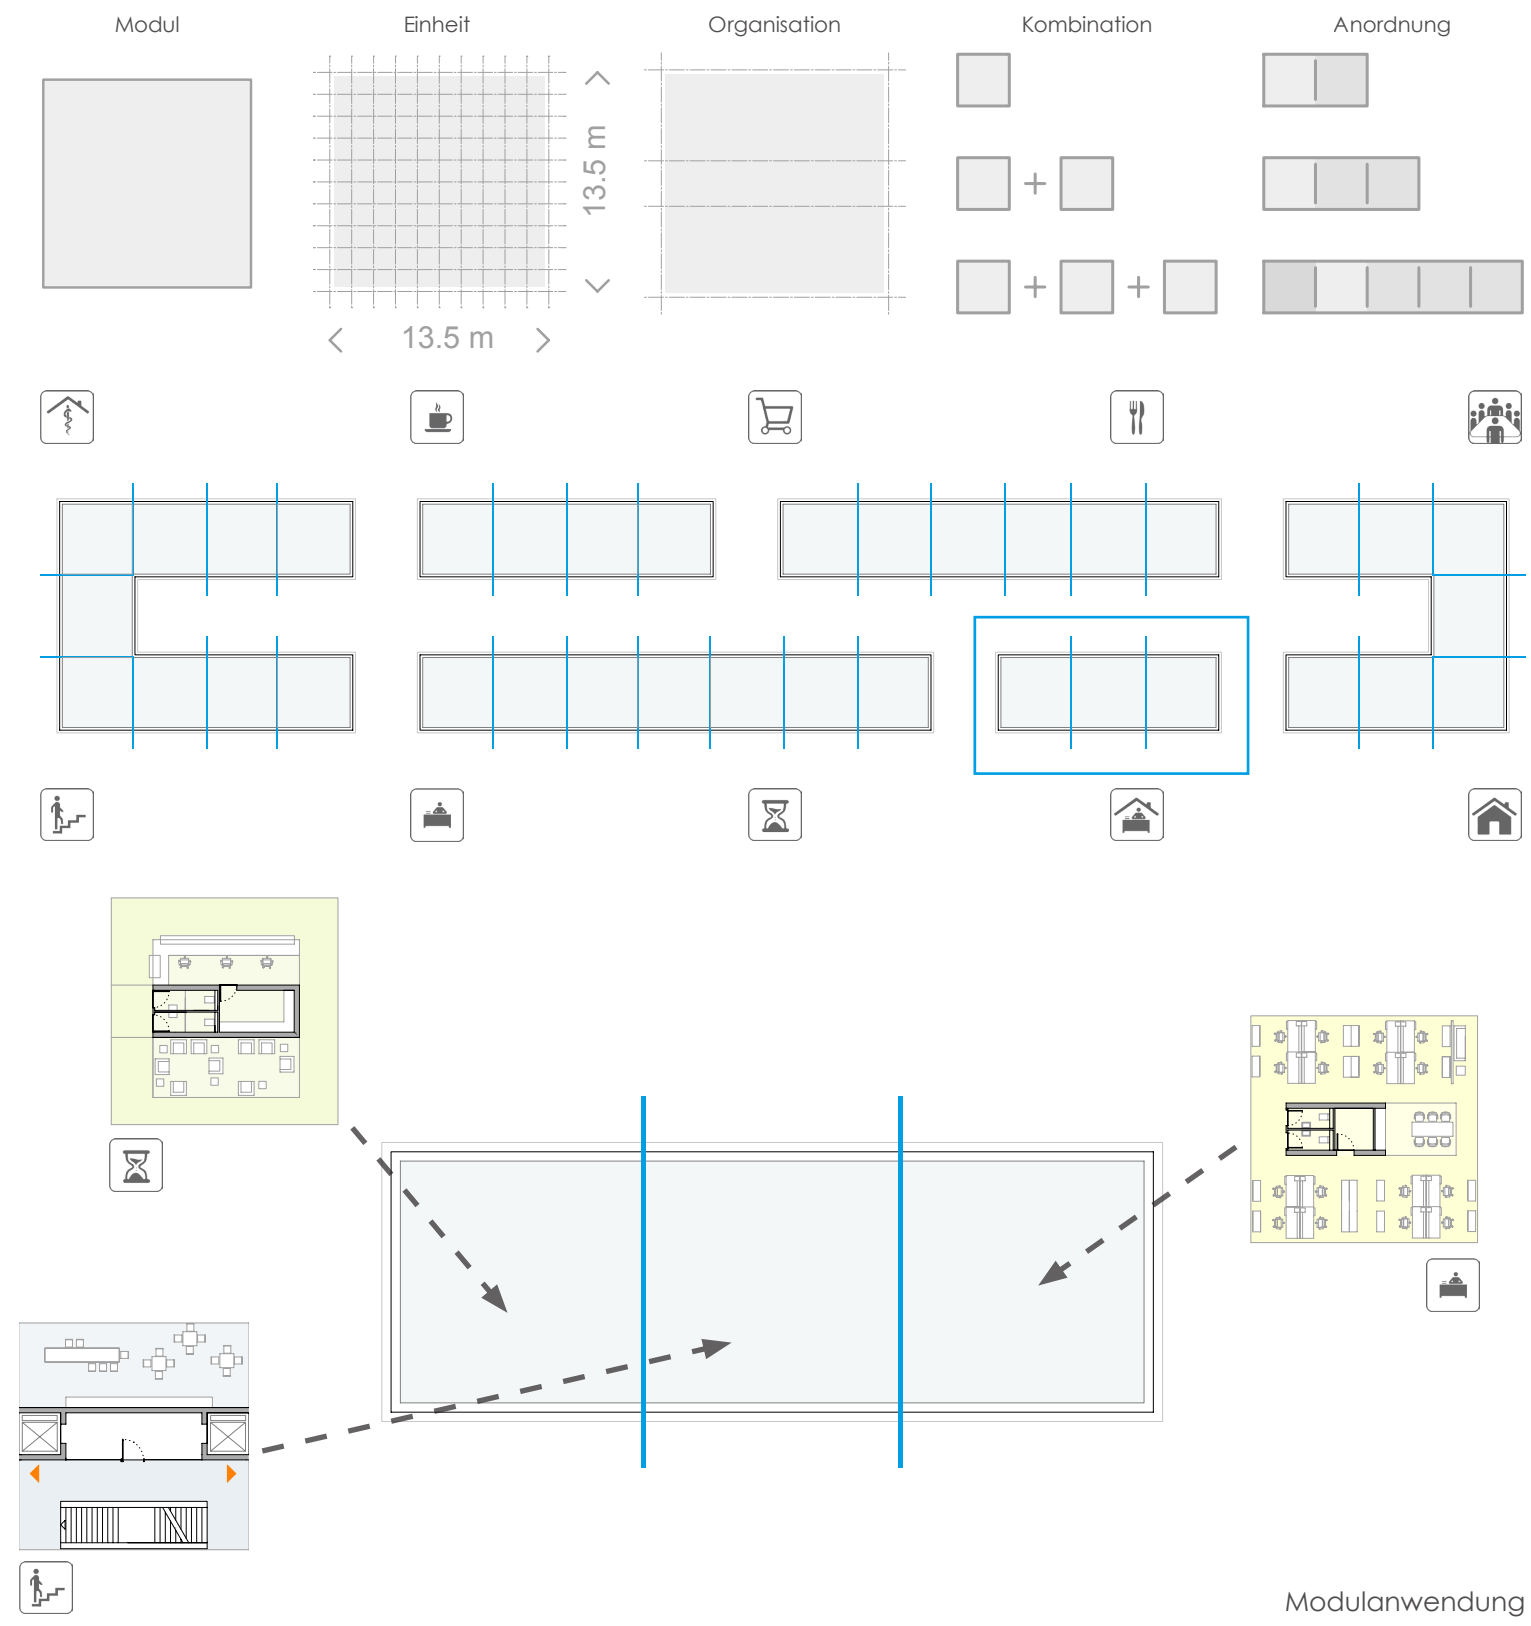 Modul
Einheit
Organisation
Kombination
Anordnung
13.5 m
13.5 m
Modulanwendung